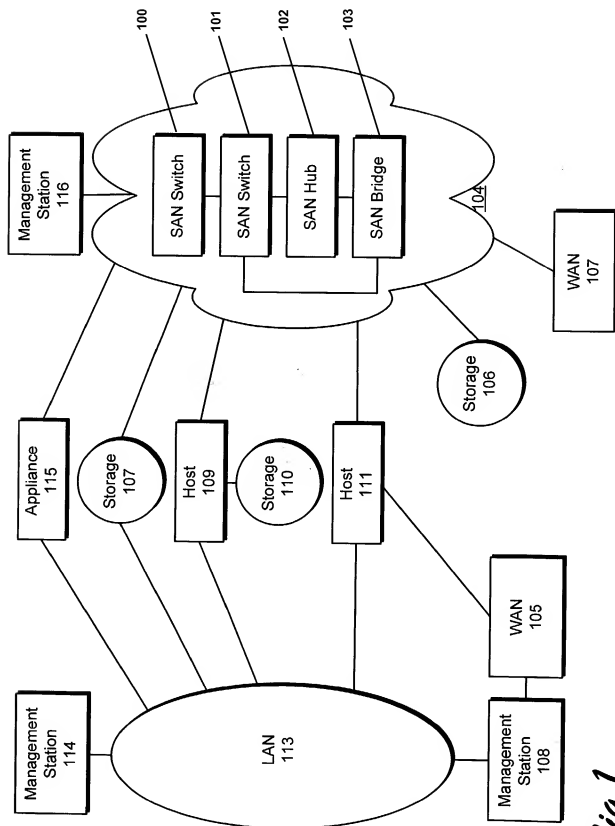 Management
Station
114
Appliance
115
Management
Station
116
Storage
107
LAN
113
Host
109
Storage
110
Host
111
SAN Switch
100
SAN Switch
101
SAN Hub
102
SAN Bridge
103
104
Management
Station
108
WAN
105
Storage
106
WAN
107
Fig. 1